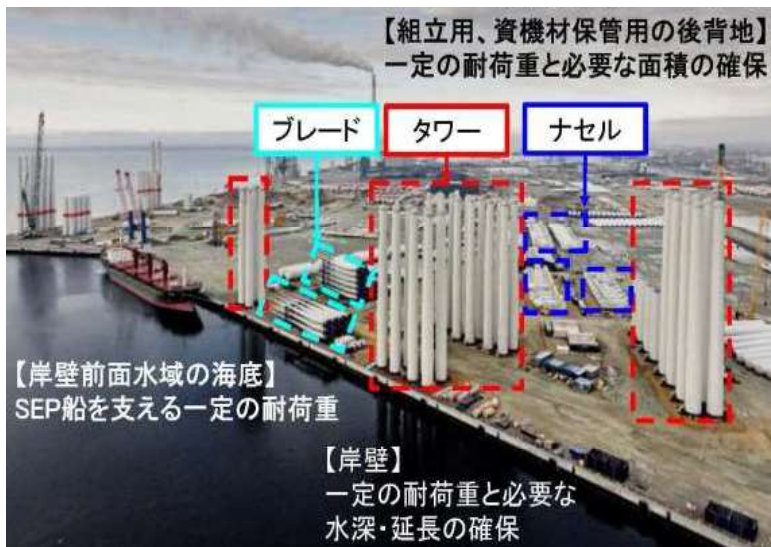 【組立用、資機材保管用の後背地】
一定の耐荷重と必要な面積の確保
ブレード
タワー
ナセル
【岸壁前面水域の海底】
SEP船を支える一定の耐荷重
【岸壁】
一定の耐荷重と必要な
水深・延長の確保